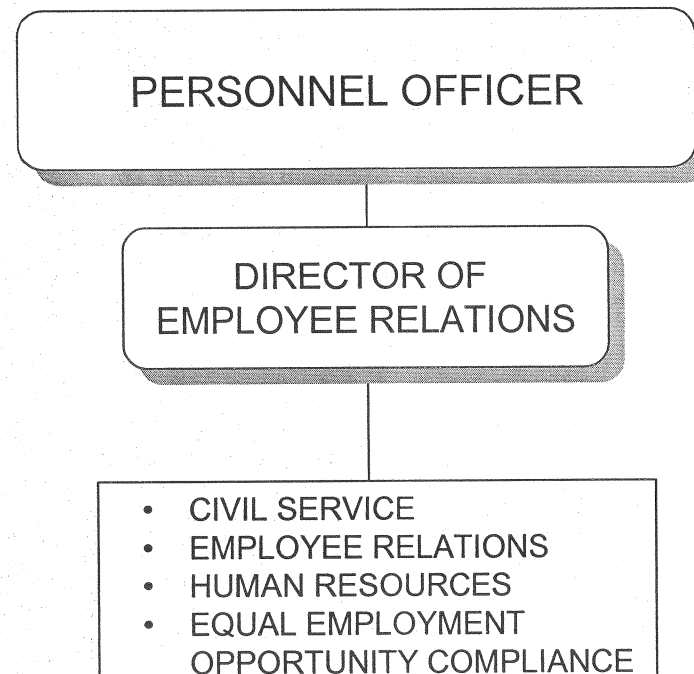 PERSONNEL OFFICER
DIRECTOR OF
EMPLOYEE RELATIONS
• CIVIL SERVICE
• EMPLOYEE RELATIONS
• HUMAN RESOURCES
• EQUAL EMPLOYMENT
OPPORTUNITY COMPLIANCE